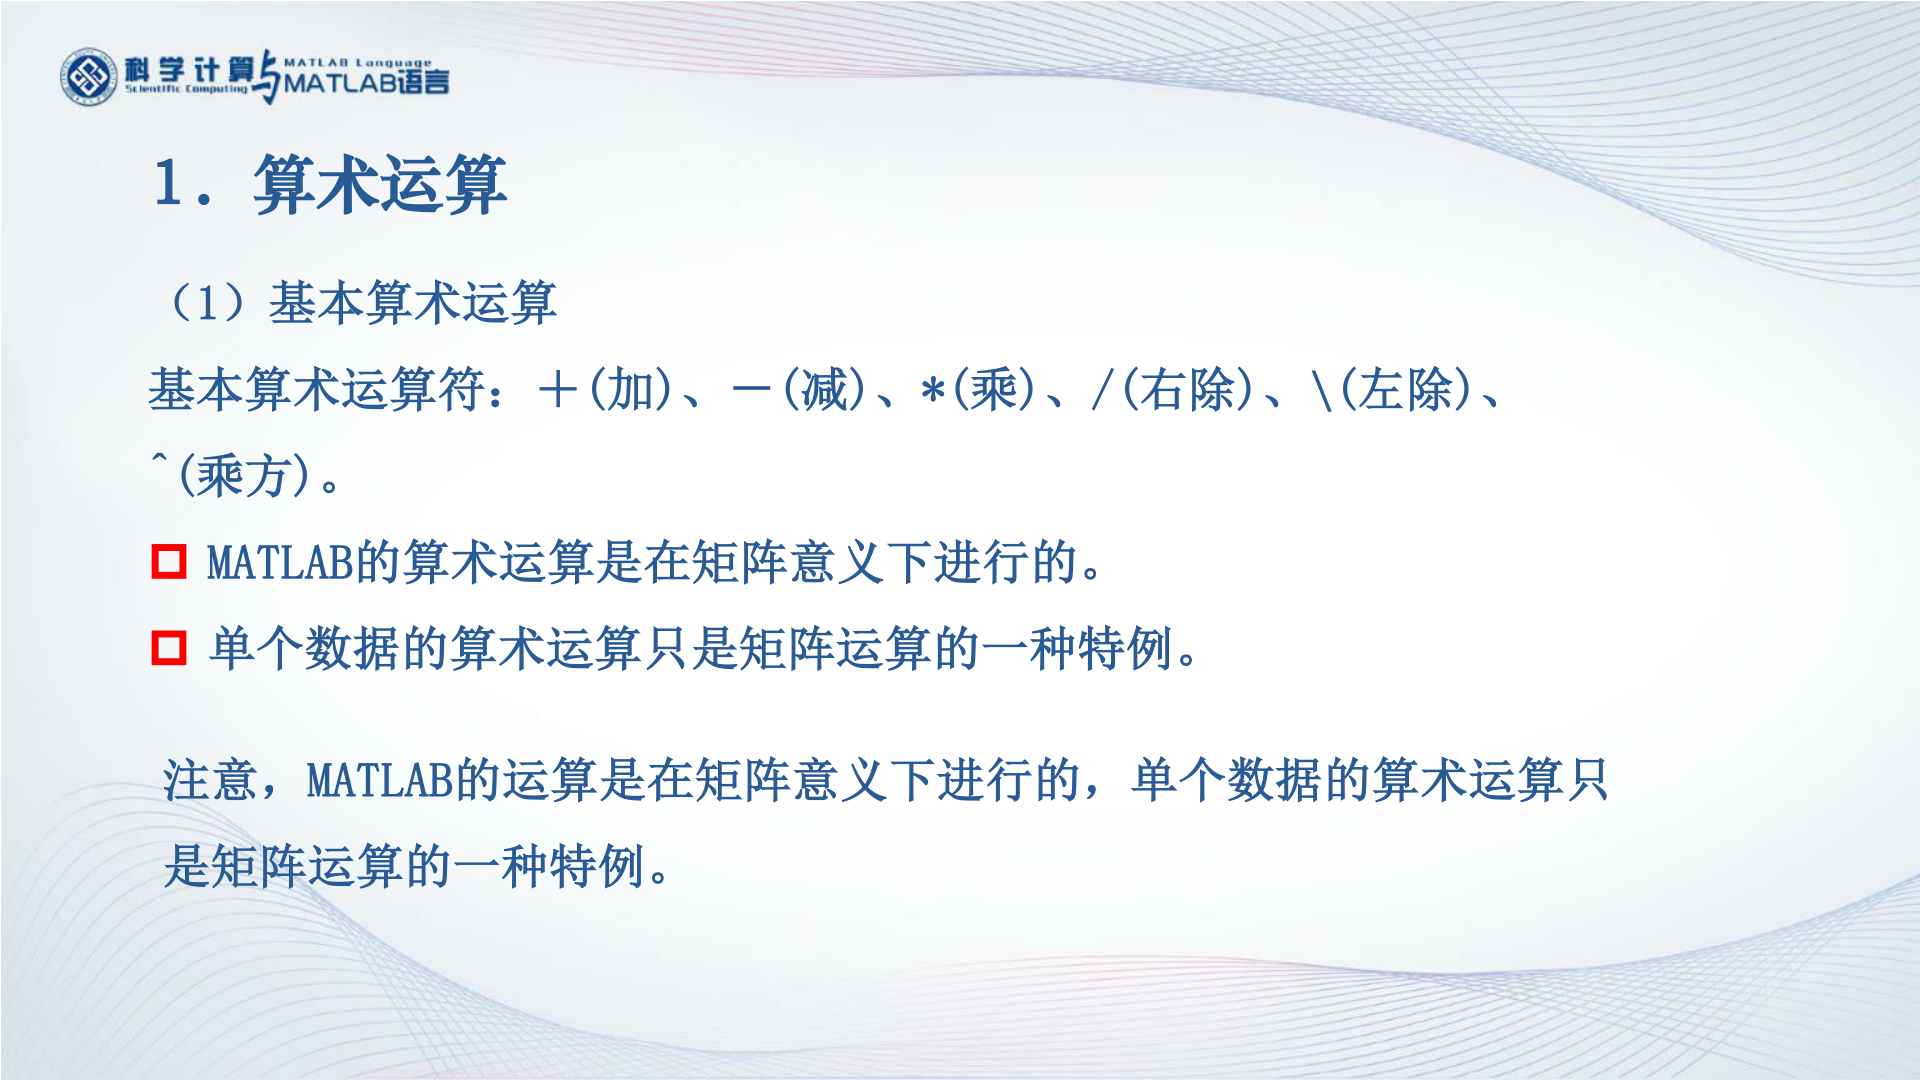 科学计算与MATLAB语言
Scientific Computing MATLAB Language
1. 算术运算
（1）基本算术运算
基本算术运算符：＋(加)、－(减)、*(乘)、/(右除)、\(左除)、
^(乘方)。
MATLAB的算术运算是在矩阵意义下进行的。
单个数据的算术运算只是矩阵运算的一种特例。
注意，MATLAB的运算是在矩阵意义下进行的，单个数据的算术运算只
是矩阵运算的一种特例。